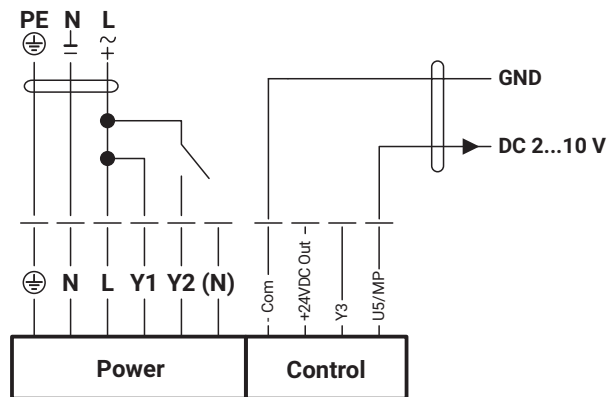 PE N L
GND
DC 2...10 V
N L Y1 Y2 (N)
- Com
+24VDC Out
Y3
U5/MP
Power
Control